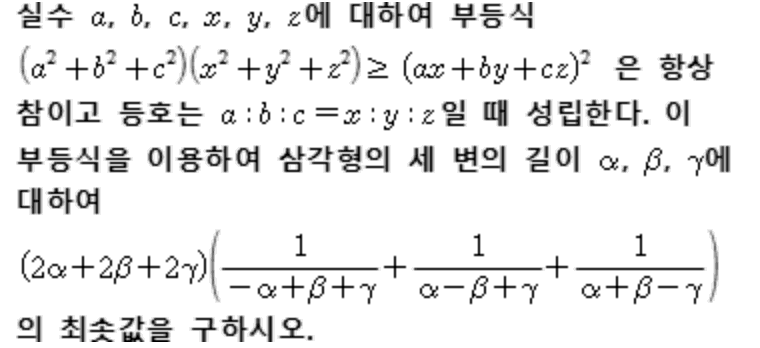 실수 a, b, c, x, y, z에 대하여 부등식
(a² + b² + c²)(x² + y² + z²) ≥ (ax + by + cz)² 은 항상
참이고 등호는 a : b : c = x : y : z일 때 성립한다. 이
부등식을 이용하여 삼각형의 세 변의 길이 α, β, γ에
대하여
(2α+2β+2γ)(1/(−α+β+γ) + 1/(α−β+γ) + 1/(α+β−γ))
의 최솟값을 구하시오.